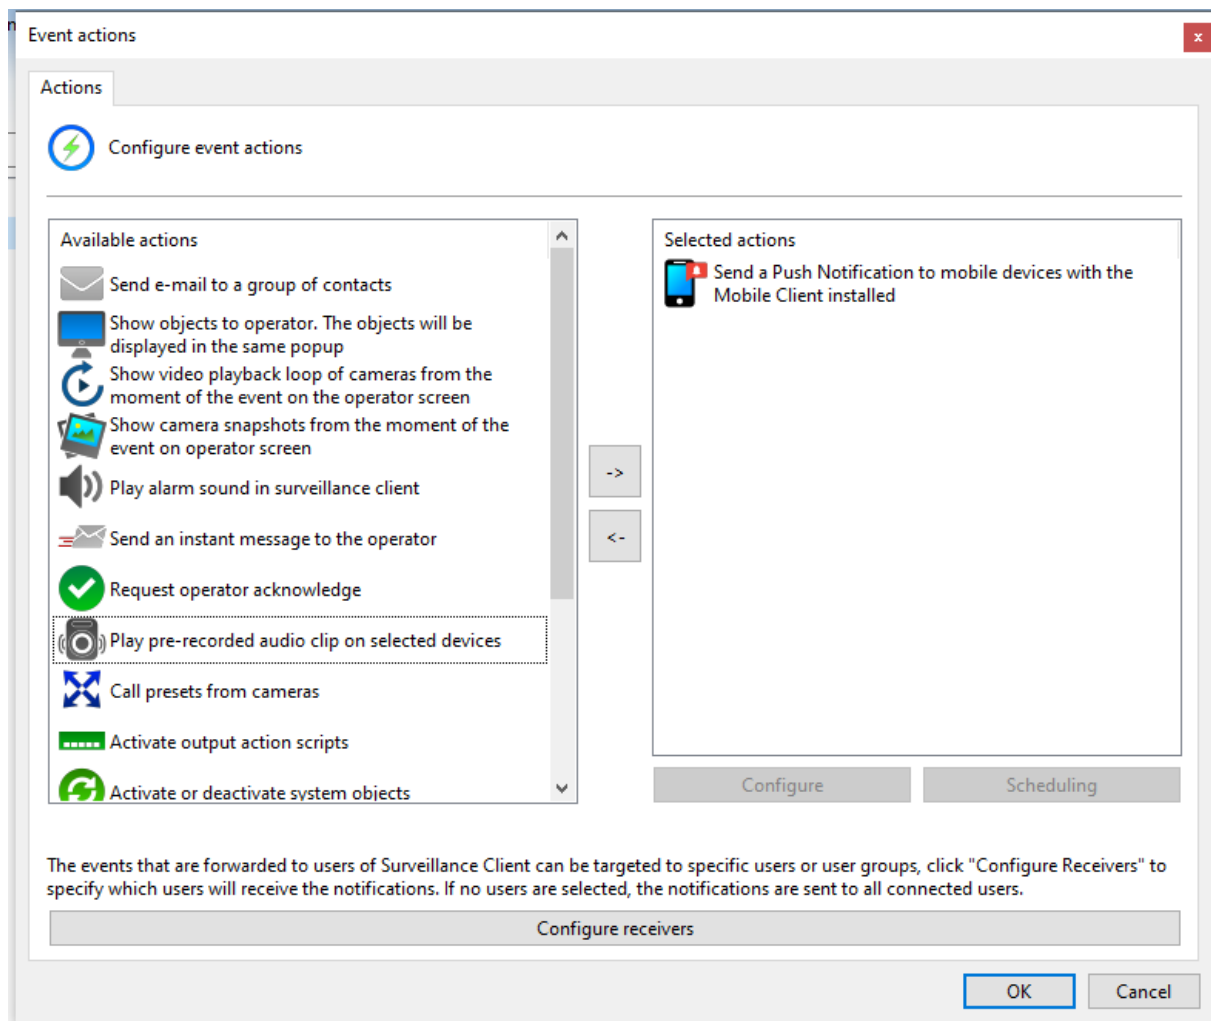 Event actions
x
Actions
Configure event actions
Available actions
Send e-mail to a group of contacts
Show objects to operator. The objects will be
displayed in the same popup
Show video playback loop of cameras from the
moment of the event on the operator screen
Show camera snapshots from the moment of the
event on operator screen
Play alarm sound in surveillance client
Send an instant message to the operator
Request operator acknowledge
Play pre-recorded audio clip on selected devices
Call presets from cameras
Activate output action scripts
Activate or deactivate system objects
->
<-
Selected actions
Send a Push Notification to mobile devices with the
Mobile Client installed
Configure
Scheduling
The events that are forwarded to users of Surveillance Client can be targeted to specific users or user groups, click "Configure Receivers" to
specify which users will receive the notifications. If no users are selected, the notifications are sent to all connected users.
Configure receivers
OK
Cancel